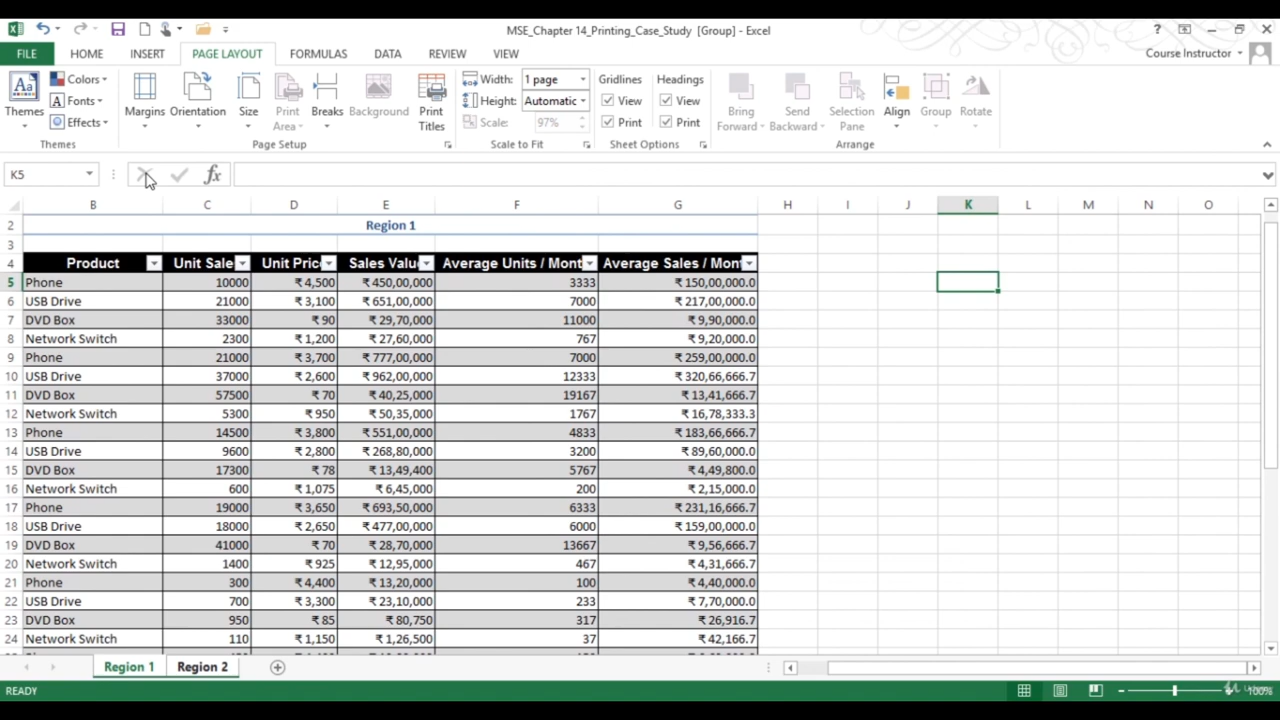 MSE_Chapter 14_Printing_Case_Study [Group] - Excel
FILE HOME INSERT PAGE LAYOUT FORMULAS DATA REVIEW VIEW Course Instructor
Themes Colors Fonts Effects Margins Orientation Size Print Area Breaks Background Print Titles Width: 1 page Height: Automatic Scale: 97% Gridlines View Print Headings View Print Bring Forward Send Backward Selection Pane Align Group Rotate
Themes Page Setup Scale to Fit Sheet Options Arrange
K5 fx
B C D E F G H I J K L M N O
2 Region 1
3
4 Product Unit Sale Unit Pric Sales Valu Average Units / Mont Average Sales / Mont
5 Phone 10000 ₹ 4,500 ₹ 450,00,000 3333 ₹ 150,00,000.0
6 USB Drive 21000 ₹ 3,100 ₹ 651,00,000 7000 ₹ 217,00,000.0
7 DVD Box 33000 ₹ 90 ₹ 29,70,000 11000 ₹ 9,90,000.0
8 Network Switch 2300 ₹ 1,200 ₹ 27,60,000 767 ₹ 9,20,000.0
9 Phone 21000 ₹ 3,700 ₹ 777,00,000 7000 ₹ 259,00,000.0
10 USB Drive 37000 ₹ 2,600 ₹ 962,00,000 12333 ₹ 320,66,666.7
11 DVD Box 57500 ₹ 70 ₹ 40,25,000 19167 ₹ 13,41,666.7
12 Network Switch 5300 ₹ 950 ₹ 50,35,000 1767 ₹ 16,78,333.3
13 Phone 14500 ₹ 3,800 ₹ 551,00,000 4833 ₹ 183,66,666.7
14 USB Drive 9600 ₹ 2,800 ₹ 268,80,000 3200 ₹ 89,60,000.0
15 DVD Box 17300 ₹ 78 ₹ 13,49,400 5767 ₹ 4,49,800.0
16 Network Switch 600 ₹ 1,075 ₹ 6,45,000 200 ₹ 2,15,000.0
17 Phone 19000 ₹ 3,650 ₹ 693,50,000 6333 ₹ 231,16,666.7
18 USB Drive 18000 ₹ 2,650 ₹ 477,00,000 6000 ₹ 159,00,000.0
19 DVD Box 41000 ₹ 70 ₹ 28,70,000 13667 ₹ 9,56,666.7
20 Network Switch 1400 ₹ 925 ₹ 12,95,000 467 ₹ 4,31,666.7
21 Phone 300 ₹ 4,400 ₹ 13,20,000 100 ₹ 4,40,000.0
22 USB Drive 700 ₹ 3,300 ₹ 23,10,000 233 ₹ 7,70,000.0
23 DVD Box 950 ₹ 85 ₹ 80,750 317 ₹ 26,916.7
24 Network Switch 110 ₹ 1,150 ₹ 1,26,500 37 ₹ 42,166.7
Region 1 Region 2
READY 100%